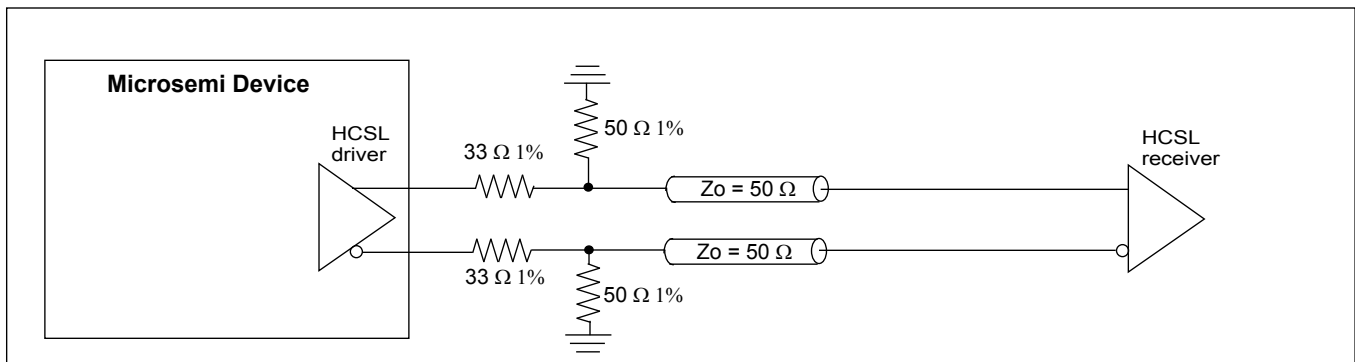 Microsemi Device
HCSL
driver
33 Ω 1%
50 Ω 1%
Zo = 50 Ω
HCSL
receiver
33 Ω 1%
50 Ω 1%
Zo = 50 Ω